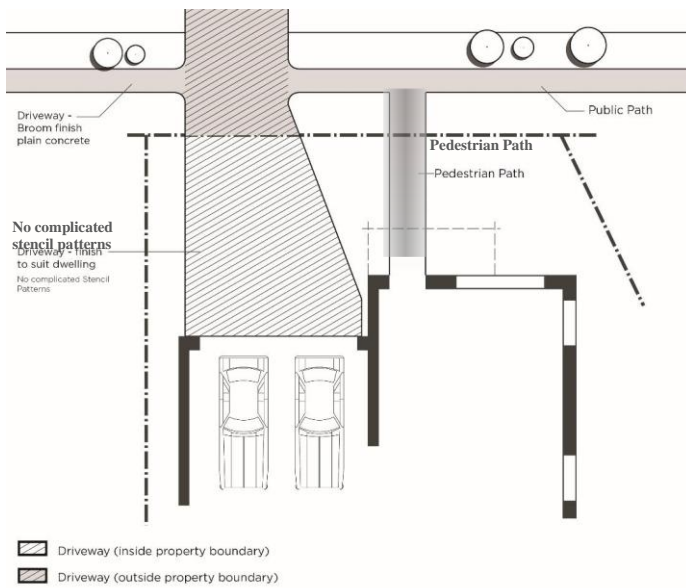 Driveway -
Broom finish
plain concrete
Public Path
Pedestrian Path
Pedestrian Path
No complicated
stencil patterns
Driveway - finish
to suit dwelling
No complicated Stencil
Patterns
Driveway (inside property boundary)
Driveway (outside property boundary)